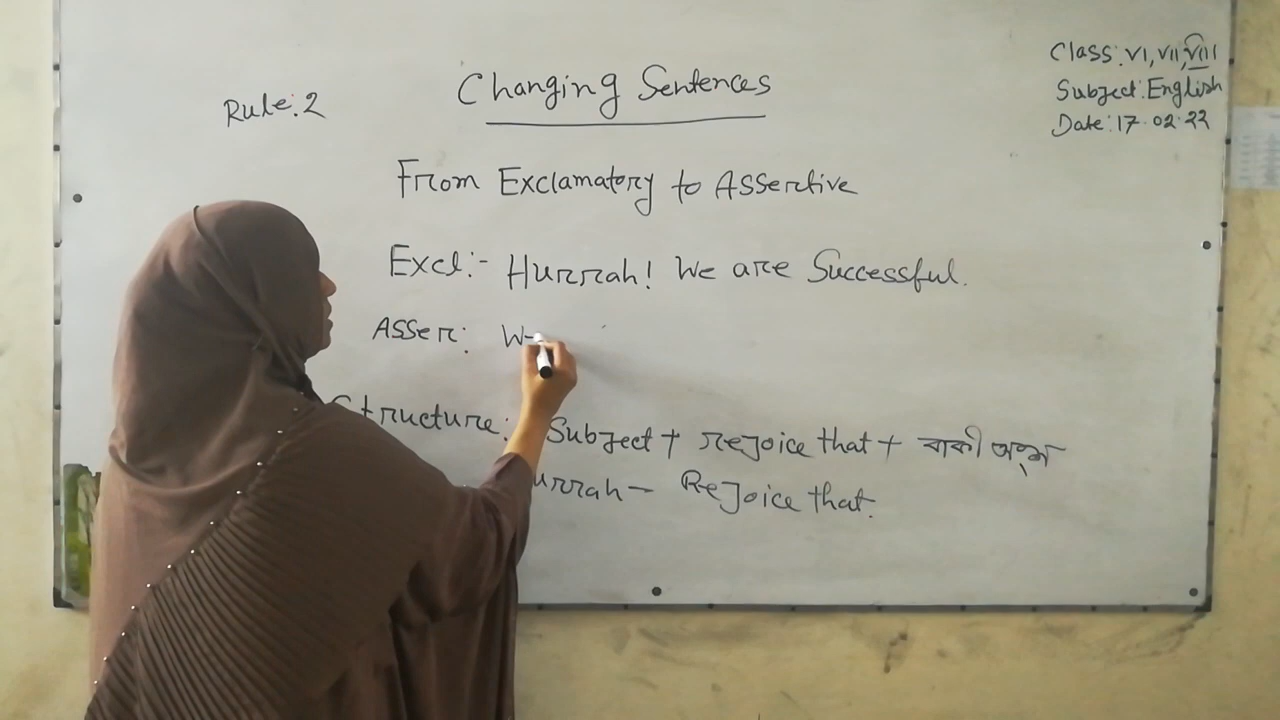 Class: VI, VII, VIII
Subject: English
Date: 17.02.22
Changing Sentences
Rule: 2
From Exclamatory to Assertive
Excl:- Hurrah! We are Successful.
Asser: W
Structure: Subject + rejoice that + বাকী অংশ
urrah - Rejoice that.